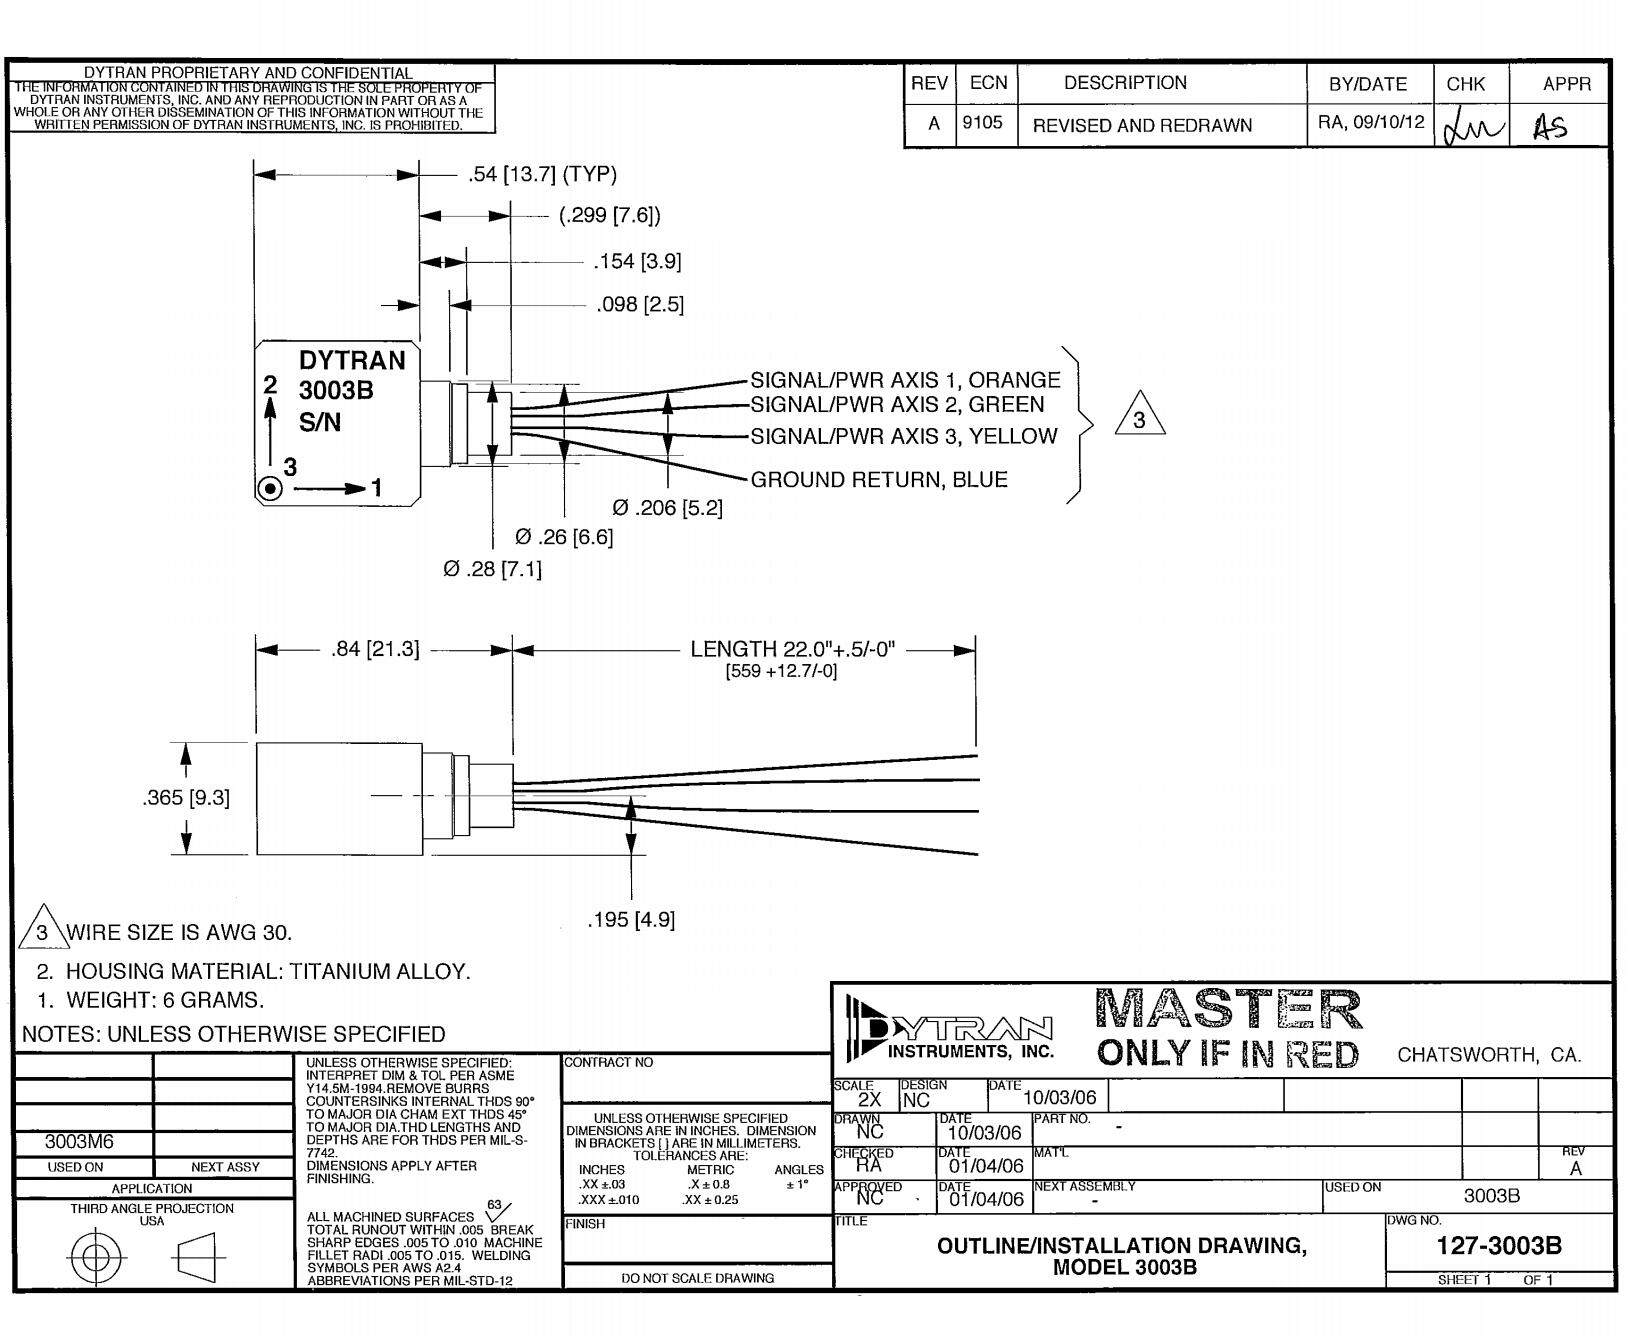 DYTRAN PROPRIETARY AND CONFIDENTIAL
THE INFORMATION CONTAINED IN THIS DRAWING IS THE SOLE PROPERTY OF
DYTRAN INSTRUMENTS, INC. AND ANY REPRODUCTION IN PART OR AS A
WHOLE OR ANY OTHER DISSEMINATION OF THIS INFORMATION WITHOUT THE
WRITTEN PERMISSION OF DYTRAN INSTRUMENTS, INC. IS PROHIBITED.
REV ECN DESCRIPTION BY/DATE CHK APPR
A 9105 REVISED AND REDRAWN RA, 09/10/12 AS
.54 [13.7] (TYP)
(.299 [7.6])
.154 [3.9]
.098 [2.5]
DYTRAN
3003B
S/N
2
3
1
SIGNAL/PWR AXIS 1, ORANGE
SIGNAL/PWR AXIS 2, GREEN
SIGNAL/PWR AXIS 3, YELLOW
GROUND RETURN, BLUE
3
Ø .206 [5.2]
Ø .26 [6.6]
Ø .28 [7.1]
.84 [21.3]
LENGTH 22.0"+.5/-0"
[559 +12.7/-0]
.365 [9.3]
.195 [4.9]
3 WIRE SIZE IS AWG 30.
2. HOUSING MATERIAL: TITANIUM ALLOY.
1. WEIGHT: 6 GRAMS.
NOTES: UNLESS OTHERWISE SPECIFIED
3003M6
USED ON NEXT ASSY
APPLICATION
THIRD ANGLE PROJECTION
USA
UNLESS OTHERWISE SPECIFIED:
INTERPRET DIM & TOL PER ASME
Y14.5M-1994.REMOVE BURRS
COUNTERSINKS INTERNAL THDS 90°
TO MAJOR DIA CHAM EXT THDS 45°
TO MAJOR DIA.THD LENGTHS AND
DEPTHS ARE FOR THDS PER MIL-S-
7742.
DIMENSIONS APPLY AFTER
FINISHING.
63
ALL MACHINED SURFACES
TOTAL RUNOUT WITHIN .005 BREAK
SHARP EDGES .005 TO .010 MACHINE
FILLET RADI .005 TO .015. WELDING
SYMBOLS PER AWS A2.4
ABBREVIATIONS PER MIL-STD-12
CONTRACT NO
UNLESS OTHERWISE SPECIFIED
DIMENSIONS ARE IN INCHES. DIMENSION
IN BRACKETS [ ] ARE IN MILLIMETERS.
TOLERANCES ARE:
INCHES METRIC ANGLES
.XX ±.03 .X ± 0.8 ± 1°
.XXX ±.010 .XX ± 0.25
FINISH
DO NOT SCALE DRAWING
DYTRAN
INSTRUMENTS, INC.
MASTER
ONLY IF IN RED
CHATSWORTH, CA.
SCALE 2X DESIGN NC DATE 10/03/06
DRAWN NC DATE 10/03/06 PART NO. -
CHECKED RA DATE 01/04/06 MAT'L REV A
APPROVED NC DATE 01/04/06 NEXT ASSEMBLY - USED ON 3003B
TITLE
OUTLINE/INSTALLATION DRAWING,
MODEL 3003B
DWG NO.
127-3003B
SHEET 1 OF 1